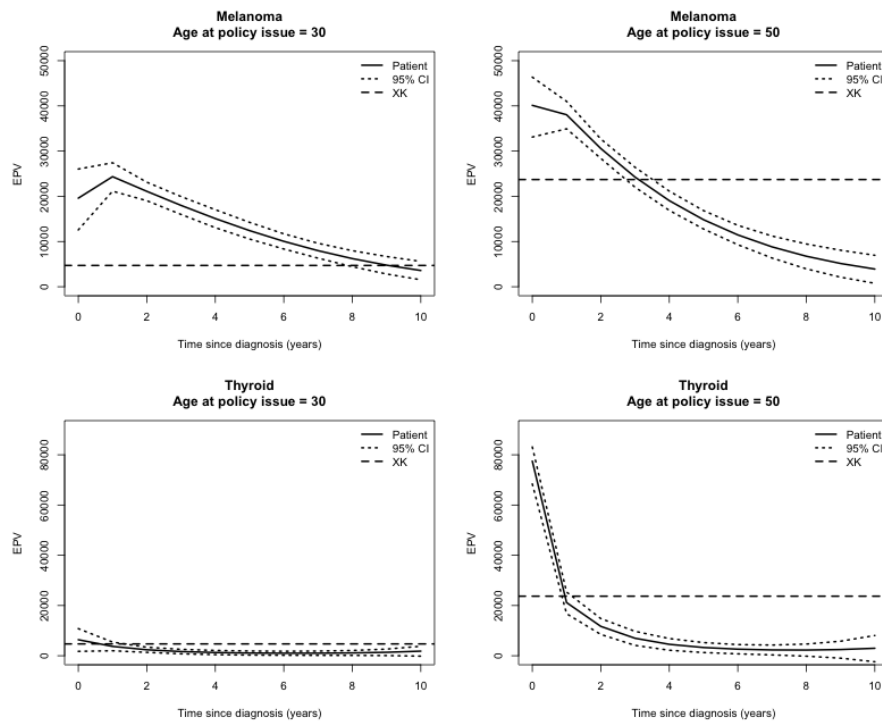 Melanoma
Age at policy issue = 30
50000
40000
30000
20000
10000
0
EPV
Patient
95% CI
XK
0 2 4 6 8 10
Time since diagnosis (years)
Melanoma
Age at policy issue = 50
50000
40000
30000
20000
10000
0
EPV
Patient
95% CI
XK
0 2 4 6 8 10
Time since diagnosis (years)
Thyroid
Age at policy issue = 30
80000
60000
40000
20000
0
EPV
Patient
95% CI
XK
0 2 4 6 8 10
Time since diagnosis (years)
Thyroid
Age at policy issue = 50
80000
60000
40000
20000
0
EPV
Patient
95% CI
XK
0 2 4 6 8 10
Time since diagnosis (years)